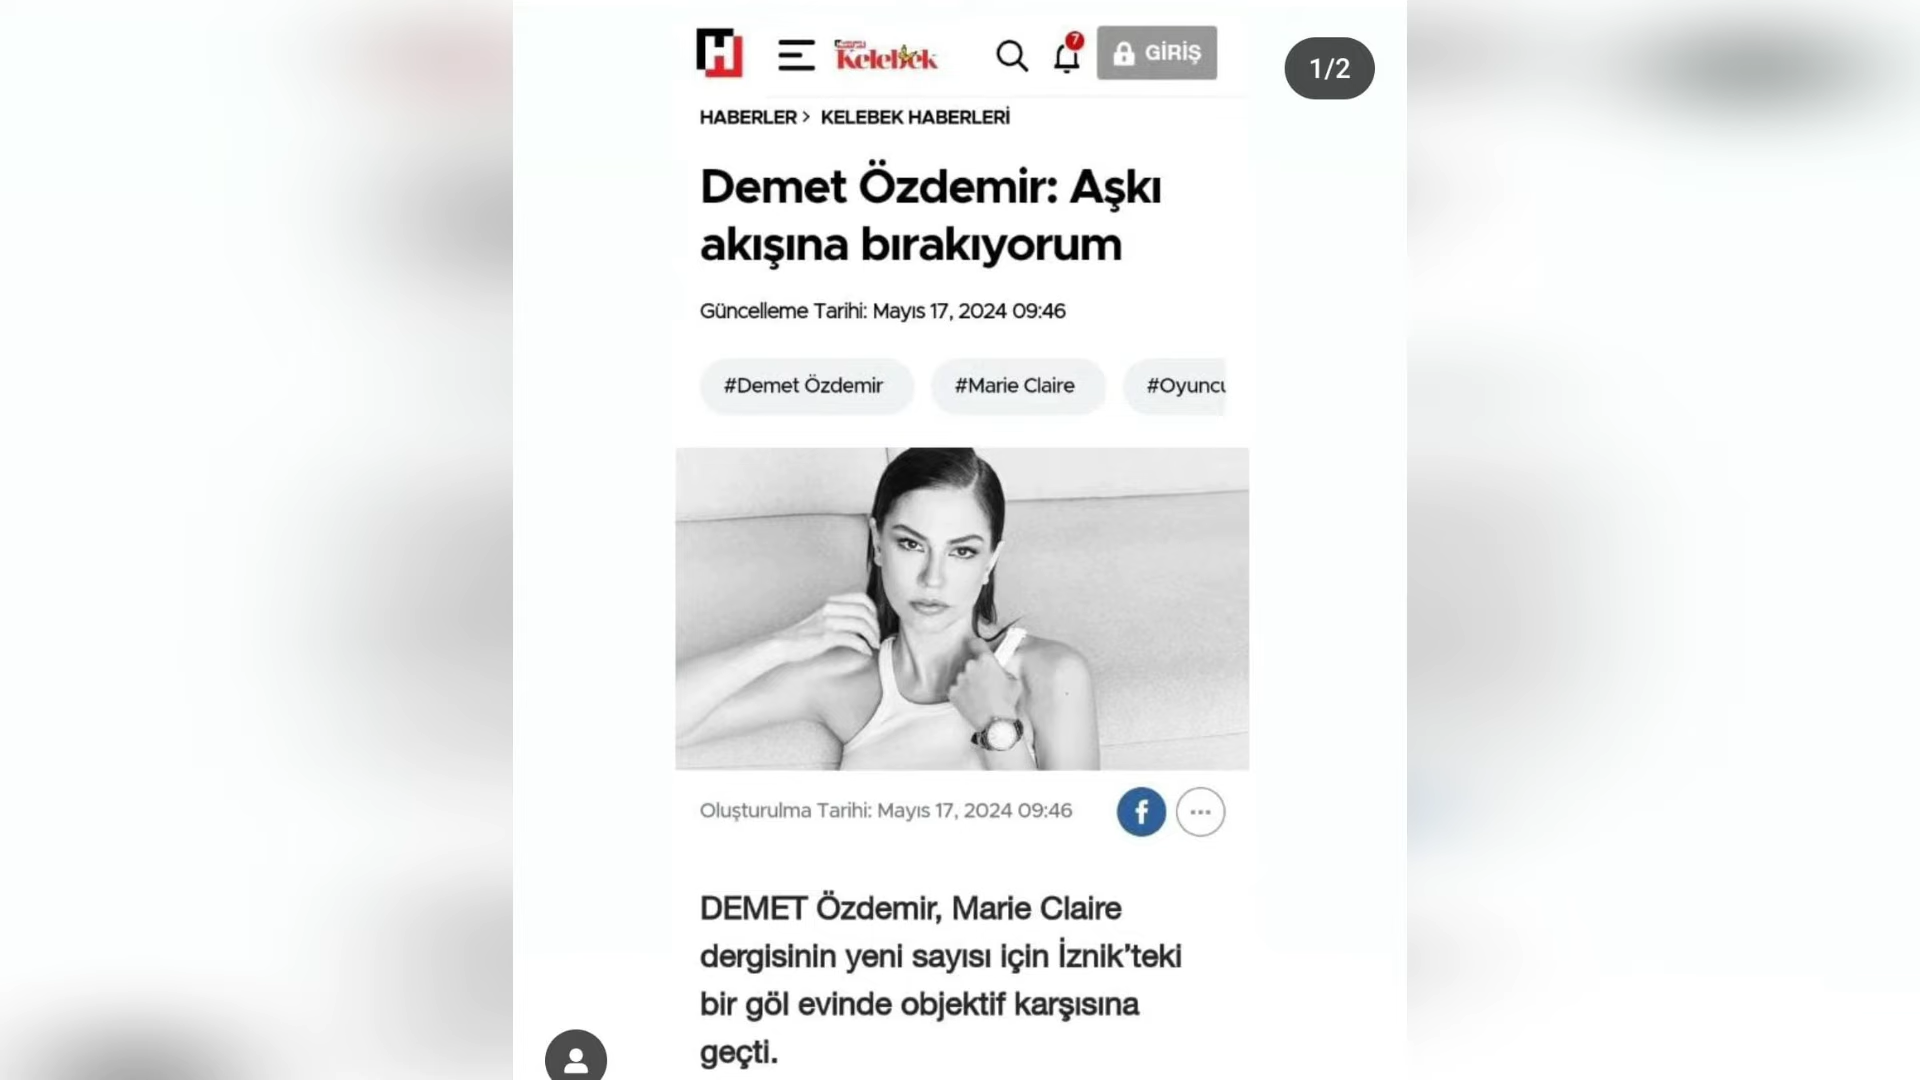 H
Kelebek
7
GİRİŞ
1/2
HABERLER > KELEBEK HABERLERİ
Demet Özdemir: Aşkı
akışına bırakıyorum
Güncelleme Tarihi: Mayıs 17, 2024 09:46
#Demet Özdemir
#Marie Claire
#Oyuncu
Oluşturulma Tarihi: Mayıs 17, 2024 09:46
f
DEMET Özdemir, Marie Claire
dergisinin yeni sayısı için İznik’teki
bir göl evinde objektif karşısına
geçti.